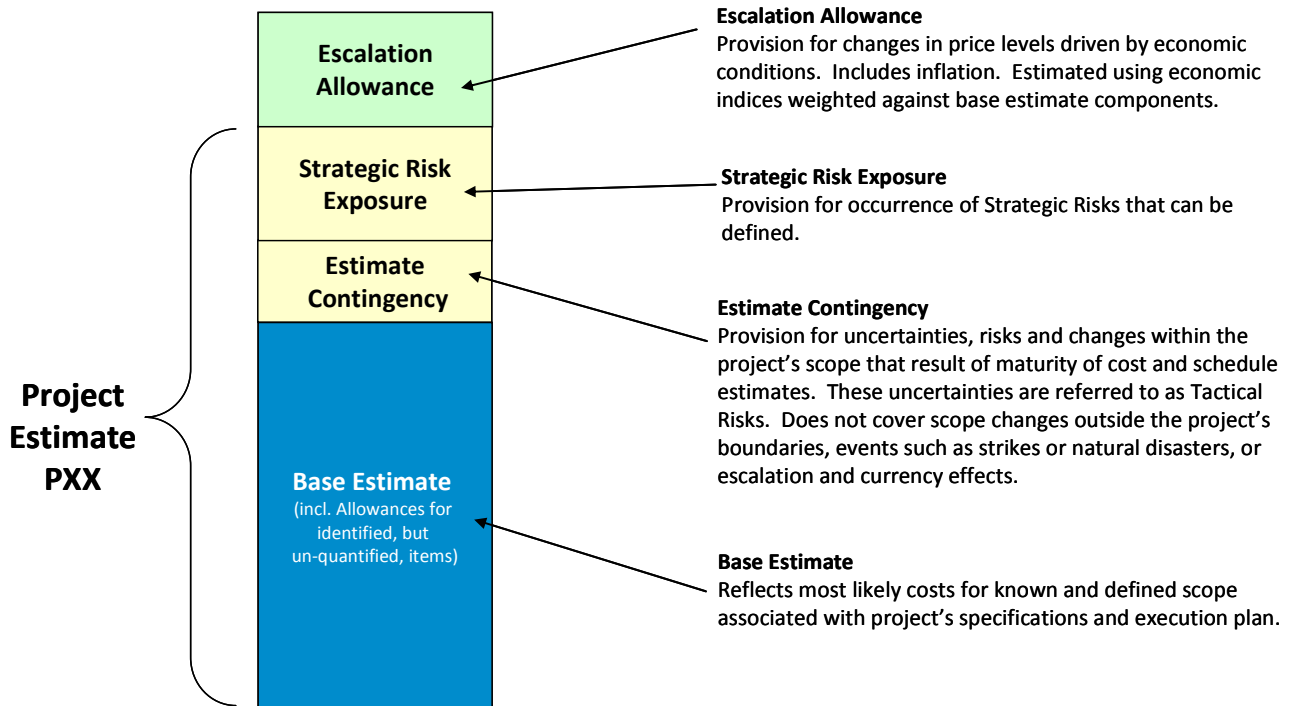 Escalation
Allowance
Strategic Risk
Exposure
Estimate
Contingency
Project
Estimate
PXX
Base Estimate
(incl. Allowances for
identified, but
un-quantified, items)
Escalation Allowance
Provision for changes in price levels driven by economic
conditions.  Includes inflation.  Estimated using economic
indices weighted against base estimate components.
Strategic Risk Exposure
Provision for occurrence of Strategic Risks that can be
defined.
Estimate Contingency
Provision for uncertainties, risks and changes within the
project’s scope that result of maturity of cost and schedule
estimates.  These uncertainties are referred to as Tactical
Risks.  Does not cover scope changes outside the project’s
boundaries, events such as strikes or natural disasters, or
escalation and currency effects.
Base Estimate
Reflects most likely costs for known and defined scope
associated with project’s specifications and execution plan.